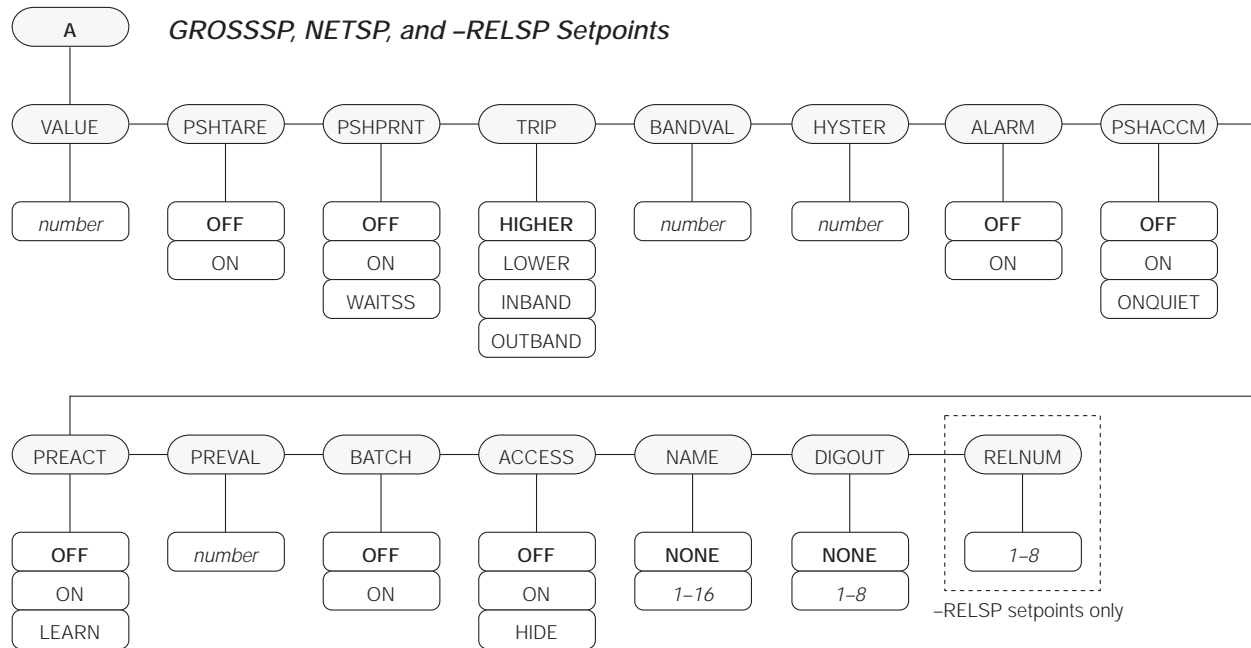 A
GROSSSP, NETSP, and –RELSP Setpoints
VALUE PSHTARE PSHPRNT TRIP BANDVAL HYSTER ALARM PSHACCM
number OFF OFF HIGHER number number OFF OFF
ON ON LOWER ON ON
WAITSS INBAND ONQUIET
OUTBAND
PREACT PREVAL BATCH ACCESS NAME DIGOUT RELNUM
OFF number OFF OFF NONE NONE 1–8
ON ON ON 1–16 1–8
–RELSP setpoints only
LEARN HIDE